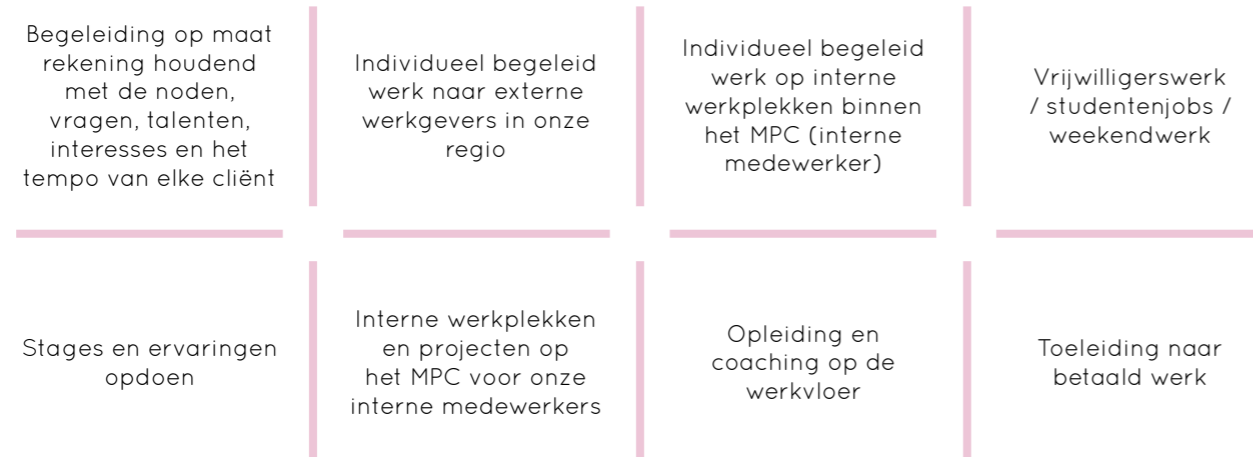 Begeleiding op maat
rekening houdend
met de noden,
vragen, talenten,
interesses en het
tempo van elke cliënt
Individueel begeleid
werk naar externe
werkgevers in onze
regio
Individueel begeleid
werk op interne
werkplekken binnen
het MPC (interne
medewerker)
Vrijwilligerswerk
/ studentenjobs /
weekendwerk
Stages en ervaringen
opdoen
Interne werkplekken
en projecten op
het MPC voor onze
interne medewerkers
Opleiding en
coaching op de
werkvloer
Toeleiding naar
betaald werk